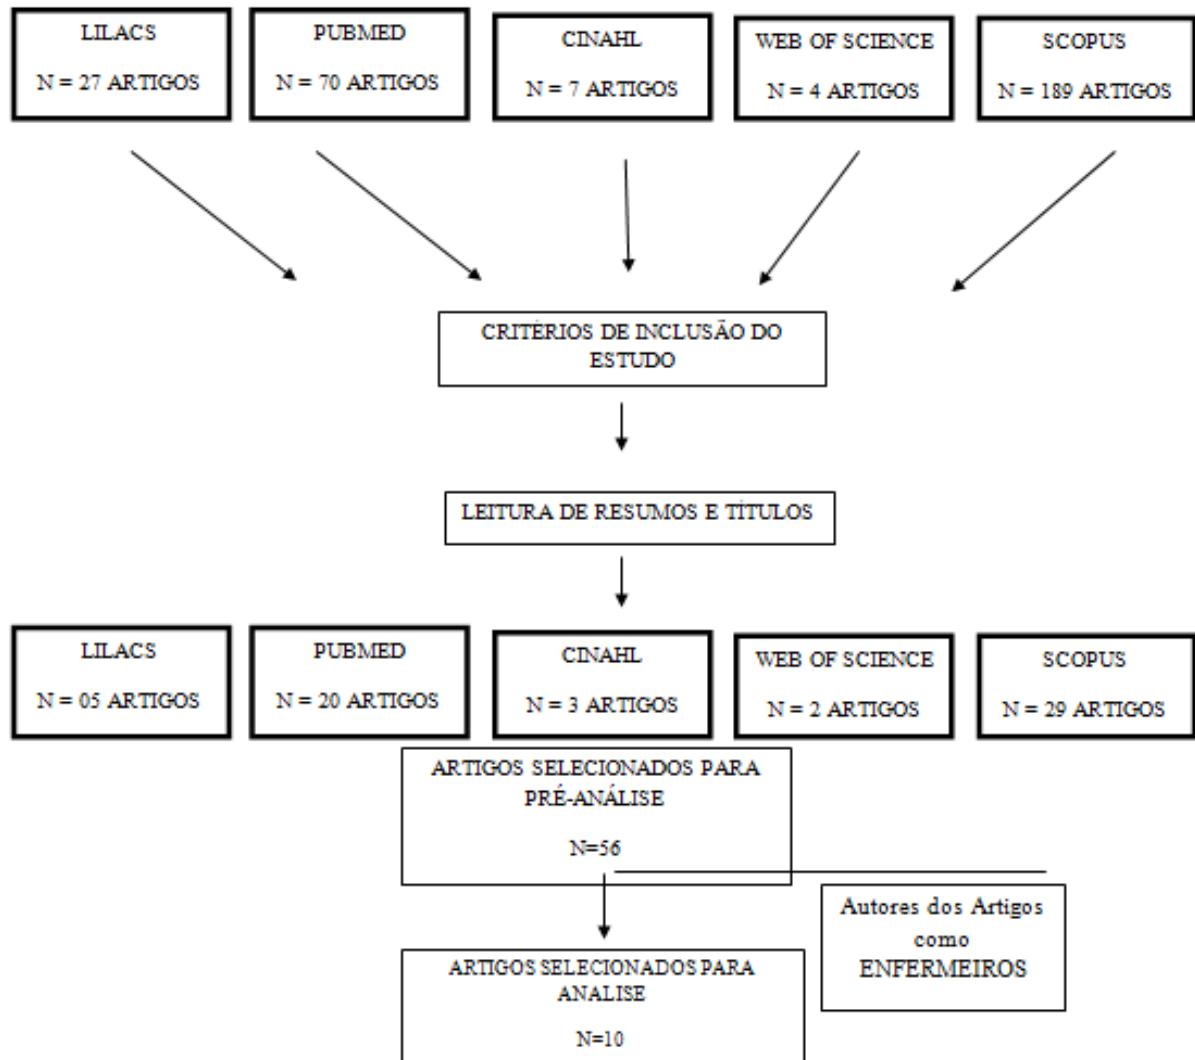 LILACS
N = 27 ARTIGOS
PUBMED
N = 70 ARTIGOS
CINAHL
N = 7 ARTIGOS
WEB OF SCIENCE
N = 4 ARTIGOS
SCOPUS
N = 189 ARTIGOS
CRITÉRIOS DE INCLUSÃO DO
ESTUDO
LEITURA DE RESUMOS E TÍTULOS
LILACS
N = 05 ARTIGOS
PUBMED
N = 20 ARTIGOS
CINAHL
N = 3 ARTIGOS
WEB OF SCIENCE
N = 2 ARTIGOS
SCOPUS
N = 29 ARTIGOS
ARTIGOS SELECIONADOS PARA
PRÉ-ANÁLISE
N=56
Autores dos Artigos
como
ENFERMEIROS
ARTIGOS SELECIONADOS PARA
ANALISE
N=10